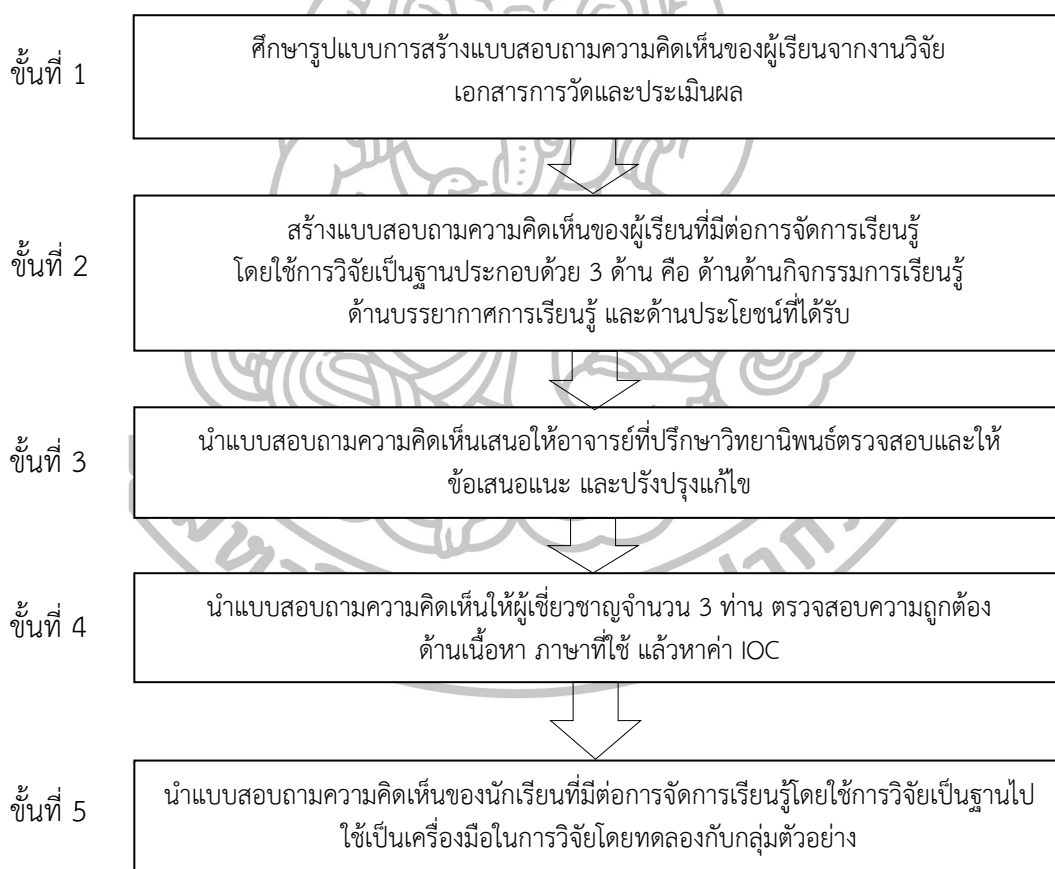 ขั้นที่ 1
ศึกษารูปแบบการสร้างแบบสอบถามความคิดเห็นของผู้เรียนจากงานวิจัย
เอกสารการวัดและประเมินผล
ขั้นที่ 2
สร้างแบบสอบถามความคิดเห็นของผู้เรียนที่มีต่อการจัดการเรียนรู้
โดยใช้การวิจัยเป็นฐานประกอบด้วย 3 ด้าน คือ ด้านด้านกิจกรรมการเรียนรู้
ด้านบรรยากาศการเรียนรู้ และด้านประโยชน์ที่ได้รับ
ขั้นที่ 3
นำแบบสอบถามความคิดเห็นเสนอให้อาจารย์ที่ปรึกษาวิทยานิพนธ์ตรวจสอบและให้
ข้อเสนอแนะ และปรังปรุงแก้ไข
ขั้นที่ 4
นำแบบสอบถามความคิดเห็นให้ผู้เชี่ยวชาญจำนวน 3 ท่าน ตรวจสอบความถูกต้อง
ด้านเนื้อหา ภาษาที่ใช้ แล้วหาค่า IOC
ขั้นที่ 5
นำแบบสอบถามความคิดเห็นของนักเรียนที่มีต่อการจัดการเรียนรู้โดยใช้การวิจัยเป็นฐานไป
ใช้เป็นเครื่องมือในการวิจัยโดยทดลองกับกลุ่มตัวอย่าง